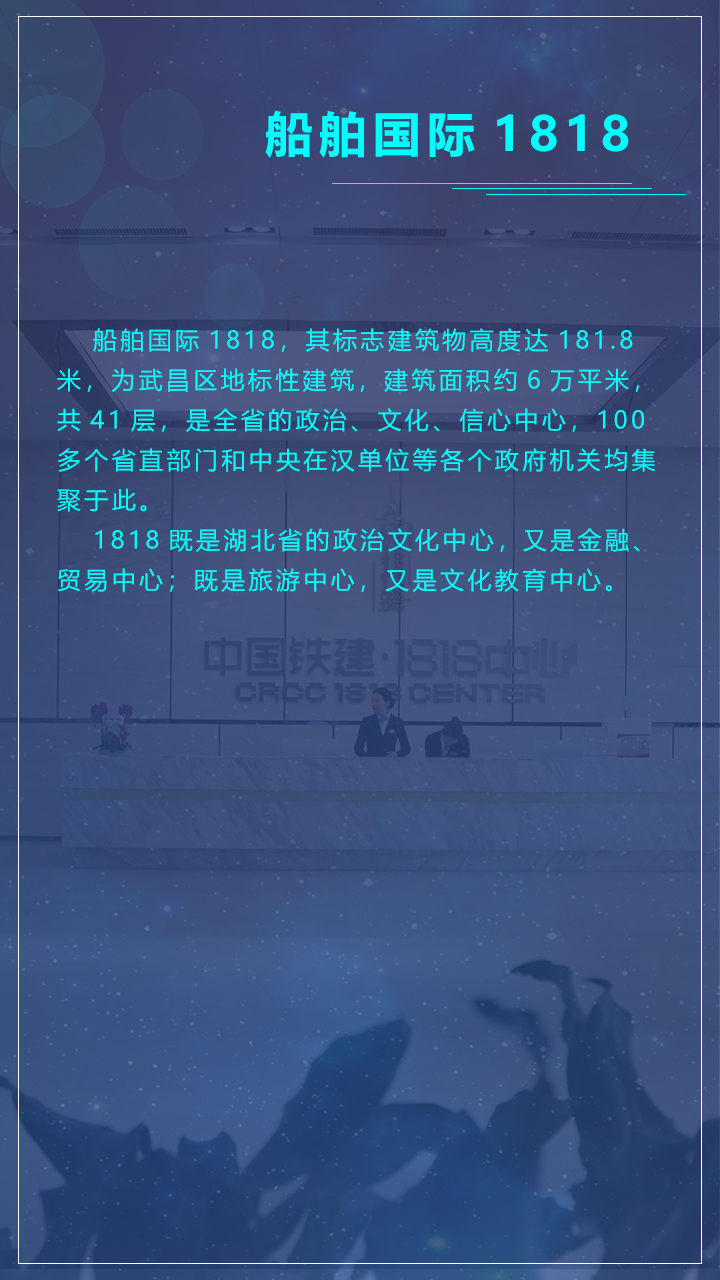 船舶国际 1818
船舶国际 1818，其标志建筑物高度达 181.8
米，为武昌区地标性建筑，建筑面积约 6 万平米，
共 41 层，是全省的政治、文化、信心中心，100
多个省直部门和中央在汉单位等各个政府机关均集
聚于此。
1818 既是湖北省的政治文化中心，又是金融、
贸易中心；既是旅游中心，又是文化教育中心。
中国铁建·1818中心
CRCC 1818 CENTER